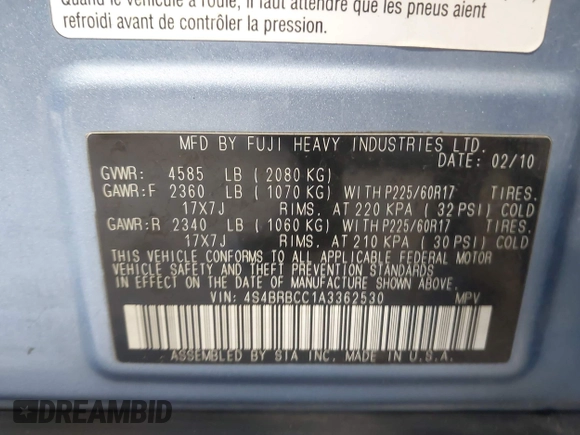 Quand le véhicule a roulé, il faut attendre que les pneus aient
refroidi avant de contrôler la pression.
MFD BY FUJI HEAVY INDUSTRIES LTD.
DATE: 02/10
GVWR: 4585 LB ( 2080 KG)
GAWR:F 2360 LB ( 1070 KG) WITH P225/60R17 TIRES.
17X7J RIMS. AT 220 KPA ( 32 PSI) COLD
GAWR:R 2340 LB ( 1060 KG) WITH P225/60R17 TIRES.
17X7J RIMS. AT 210 KPA ( 30 PSI) COLD
THIS VEHICLE CONFORMS TO ALL APPLICABLE FEDERAL MOTOR
VEHICLE SAFETY AND THEFT PREVENTION STANDARDS
IN EFFECT ON THE DATE OF MANUFACTURE SHOWN ABOVE.
VIN: 4S4BRBCC1A3362530 MPV
ASSEMBLED BY SIA INC. MADE IN U.S.A.
DREAMBID